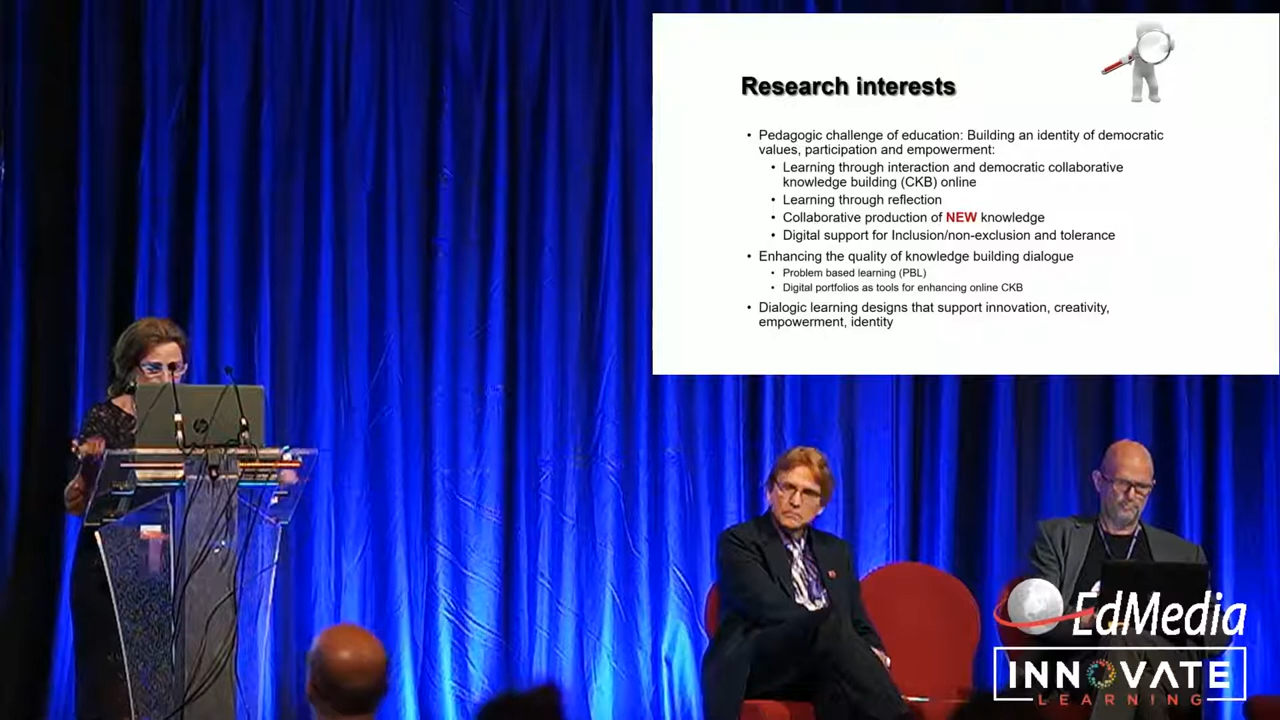 Research interests
• Pedagogic challenge of education: Building an identity of democratic
values, participation and empowerment:
• Learning through interaction and democratic collaborative
knowledge building (CKB) online
• Learning through reflection
• Collaborative production of NEW knowledge
• Digital support for Inclusion/non-exclusion and tolerance
• Enhancing the quality of knowledge building dialogue
• Problem based learning (PBL)
• Digital portfolios as tools for enhancing online CKB
• Dialogic learning designs that support innovation, creativity,
empowerment, identity
hp
EdMedia
INNOVATE
LEARNING